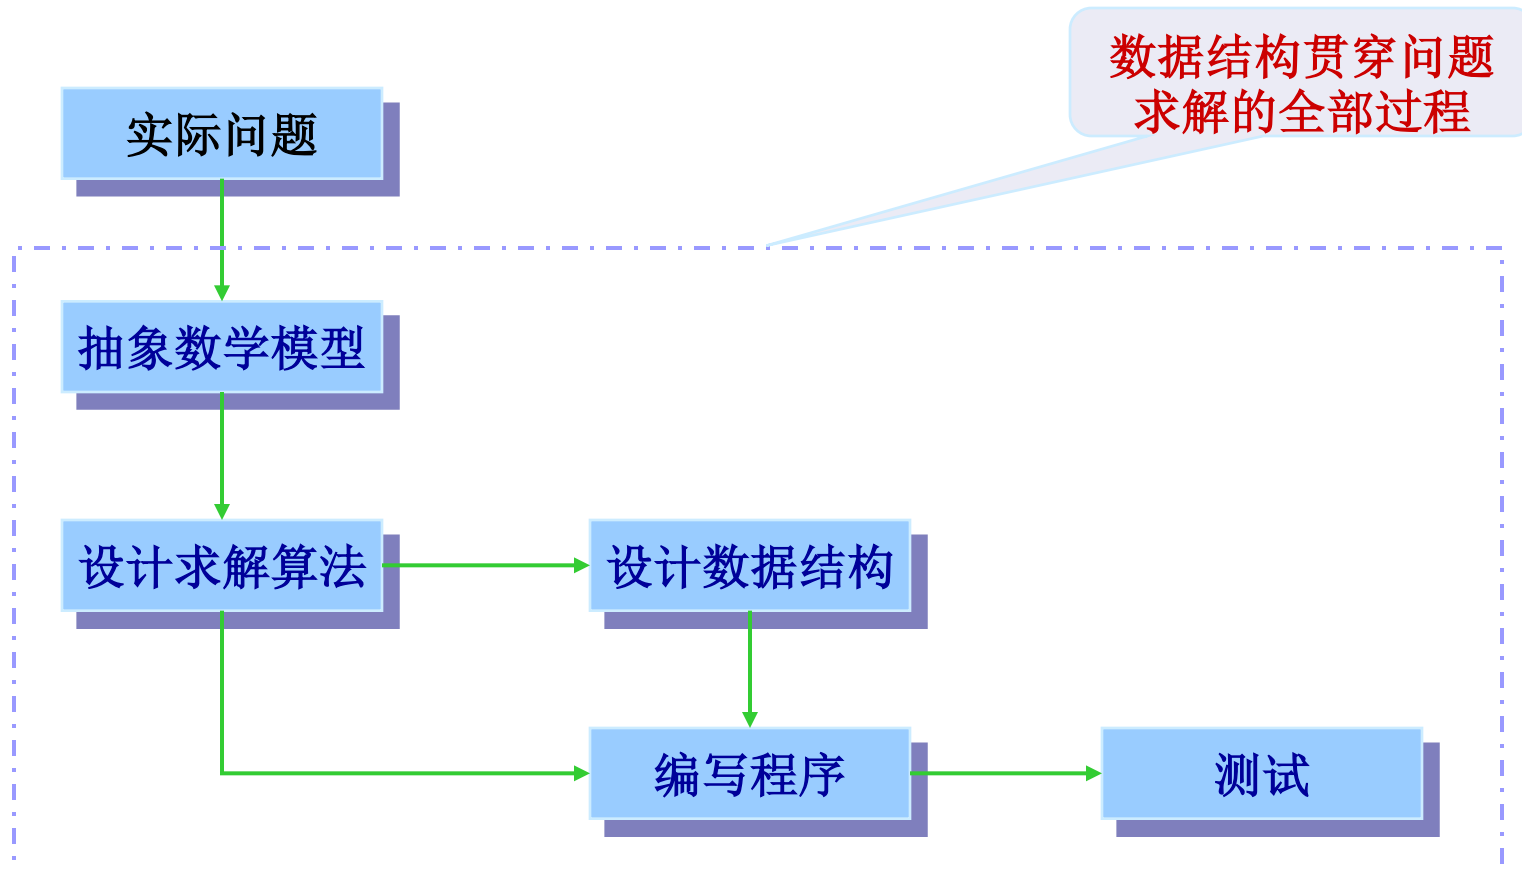 数据结构贯穿问题
求解的全部过程
实际问题
抽象数学模型
设计求解算法
设计数据结构
编写程序
测试